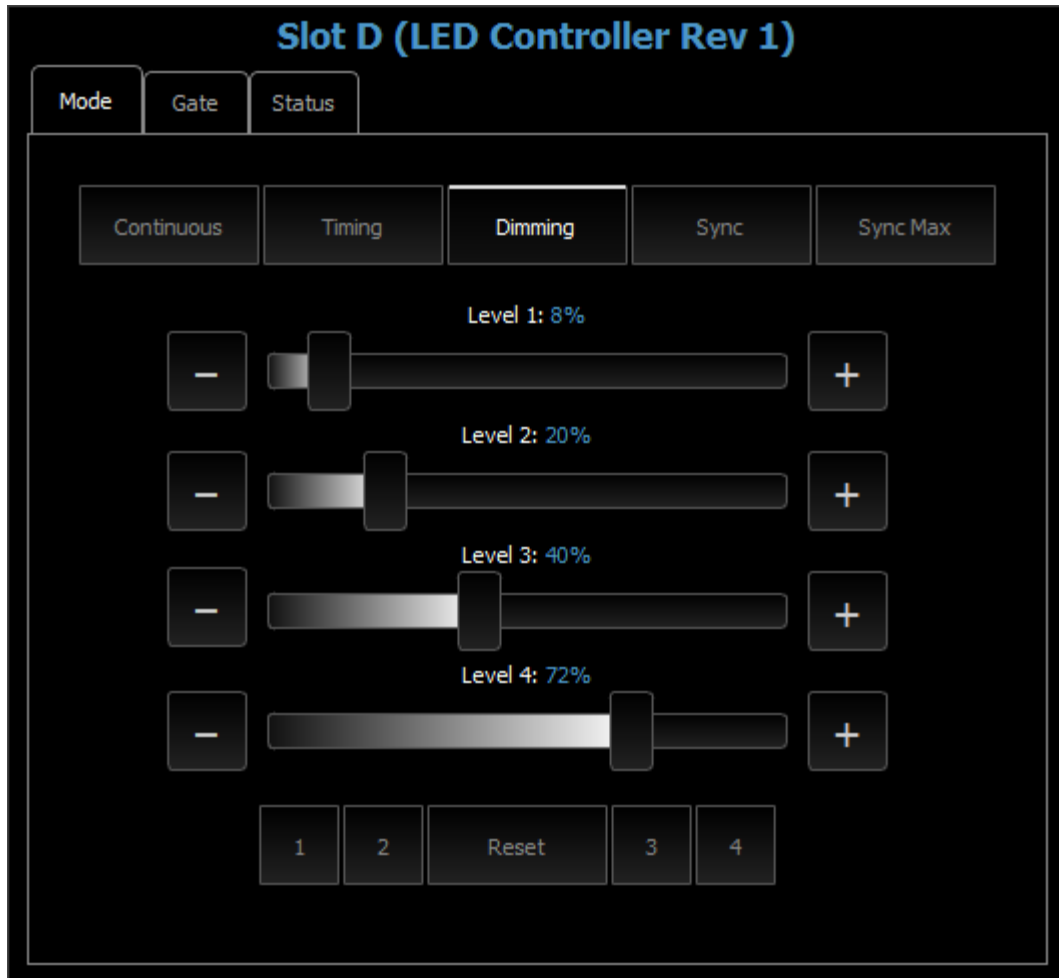 Slot D (LED Controller Rev 1)
Mode Gate Status
Continuous Timing Dimming Sync Sync Max
Level 1: 8%
− +
Level 2: 20%
− +
Level 3: 40%
− +
Level 4: 72%
− +
1 2 Reset 3 4